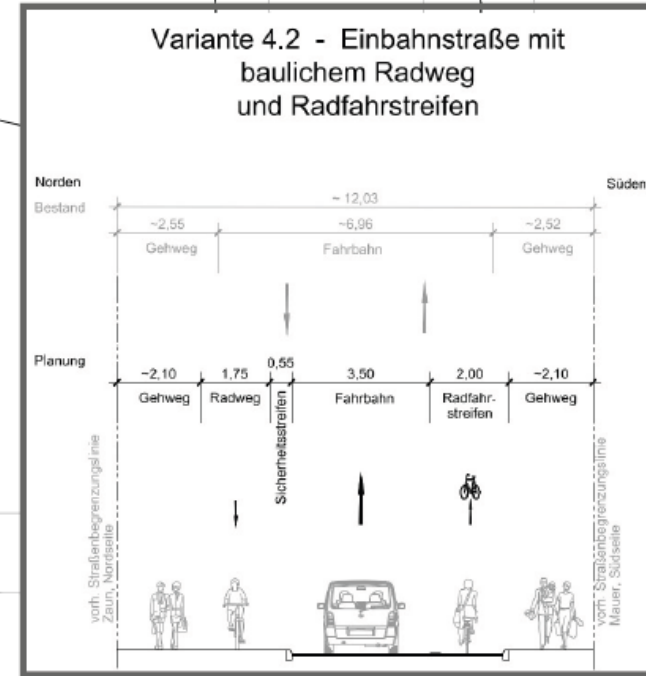 Variante 4.2 - Einbahnstraße mit
baulichem Radweg
und Radfahrstreifen
Norden
Süden
Bestand
~ 12,03
~2,55
~6,96
~2,52
Gehweg
Fahrbahn
Gehweg
Planung
~2,10
1,75
0,55
3,50
2,00
~2,10
Gehweg
Radweg
Sicherheitsstreifen
Fahrbahn
Radfahr-
streifen
Gehweg
vorh. Straßenbegrenzungslinie
Zaun, Nordseite
vorh. Straßenbegrenzungslinie
Mauer, Südseite